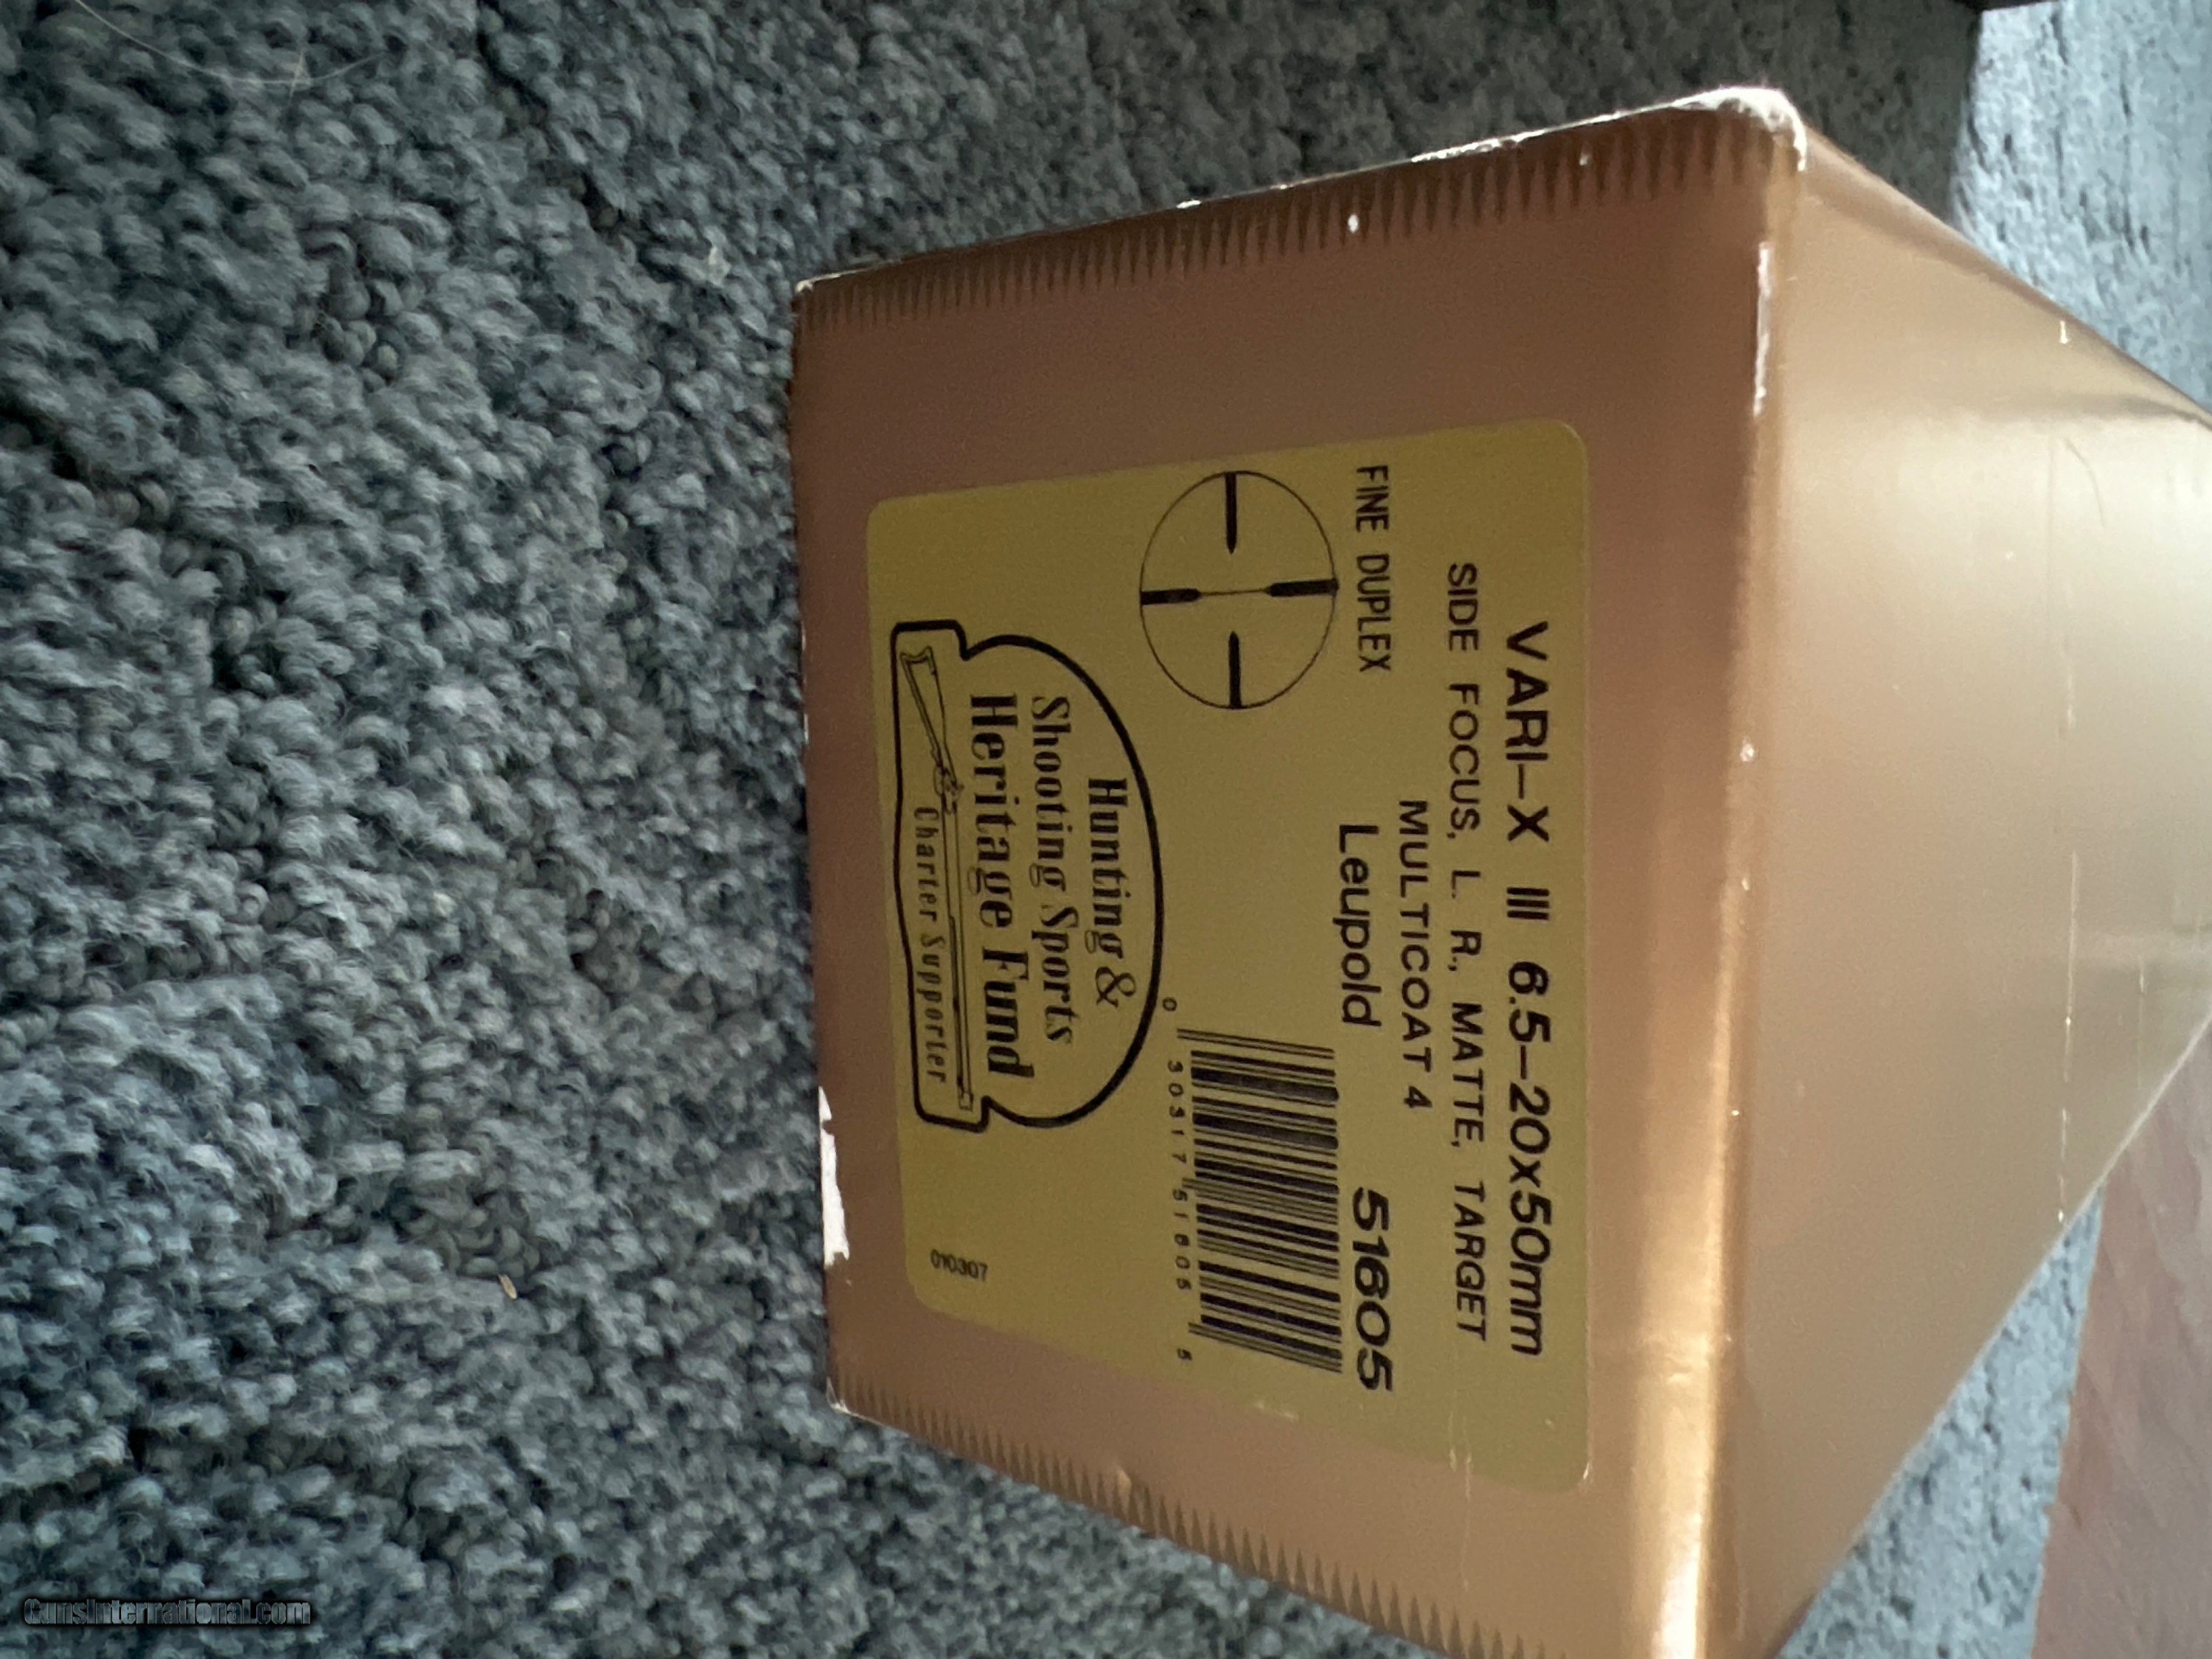 VARI–X III 6.5–20x50mm
SIDE FOCUS, L. R., MATTE, TARGET
MULTICOAT 4
FINE DUPLEX
Leupold 51605
0 30317 51605 5
Hunting &
Shooting Sports
Heritage Fund
Charter Supporter
010307
GunsInternational.com